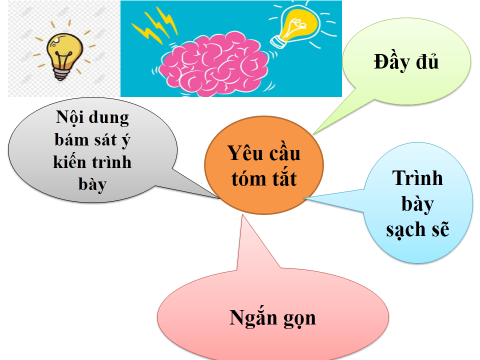 Đầy đủ
Nội dung
bám sát ý
kiến trình
bày
Yêu cầu
tóm tắt
Trình
bày
sạch sẽ
Ngắn gọn